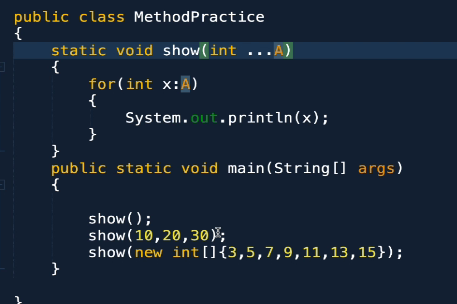 public class MethodPractice
{
static void show(int ...A)
{
for(int x:A)
{
System.out.println(x);
}
}
public static void main(String[] args)
{
show();
show(10,20,30);
show(new int[]{3,5,7,9,11,13,15});
}
}